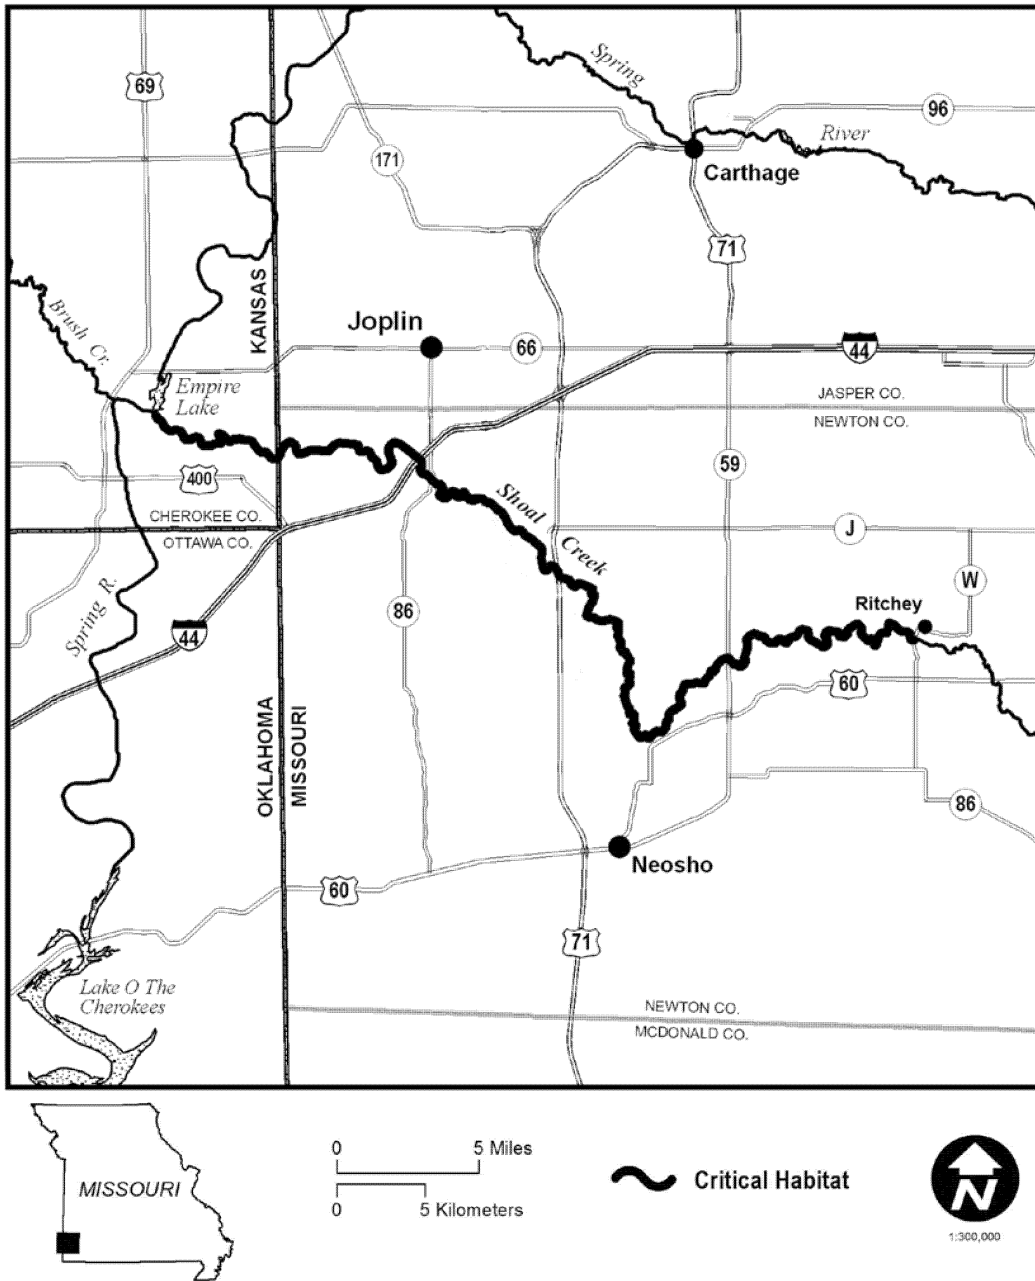 Spring
69
96
River
171
Carthage
71
KANSAS
Brush Cr.
Joplin
66
44
Empire
Lake
JASPER CO.
NEWTON CO.
59
400
Shoal
Creek
CHEROKEE CO.
OTTAWA CO.
J
W
Spring R.
86
Ritchey
44
60
OKLAHOMA
MISSOURI
86
Neosho
60
71
Lake O The
Cherokees
NEWTON CO.
MCDONALD CO.
MISSOURI
0 5 Miles
0 5 Kilometers
Critical Habitat
N
1:300,000